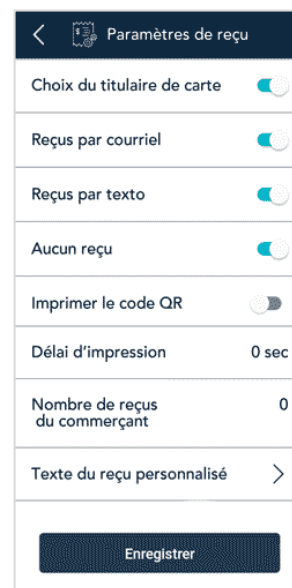 Paramètres de reçu
Choix du titulaire de carte
Reçus par courriel
Reçus par texto
Aucun reçu
Imprimer le code QR
Délai d'impression 0 sec
Nombre de reçus 0
du commerçant
Texte du reçu personnalisé
Enregistrer